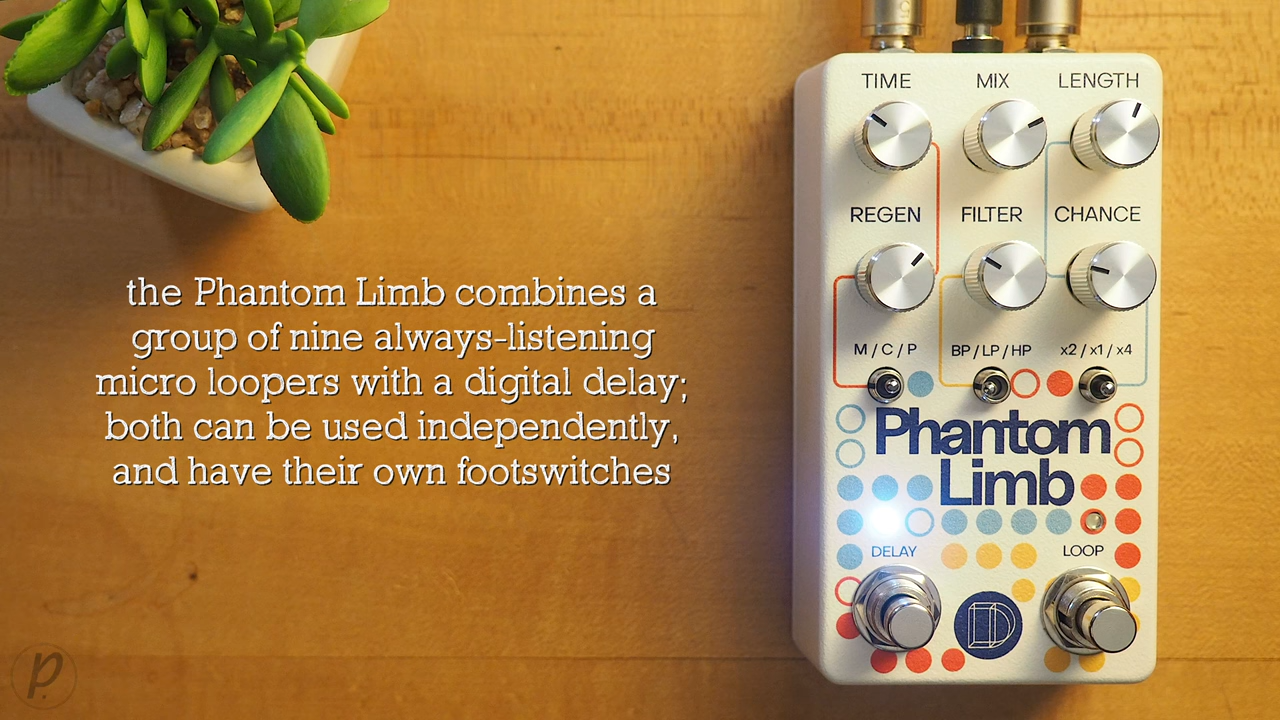 the Phantom Limb combines a
group of nine always-listening
micro loopers with a digital delay;
both can be used independently,
and have their own footswitches
TIME MIX LENGTH
REGEN FILTER CHANCE
M / C / P BP / LP / HP x2 / x1 / x4
Phantom
Limb
DELAY LOOP
p.